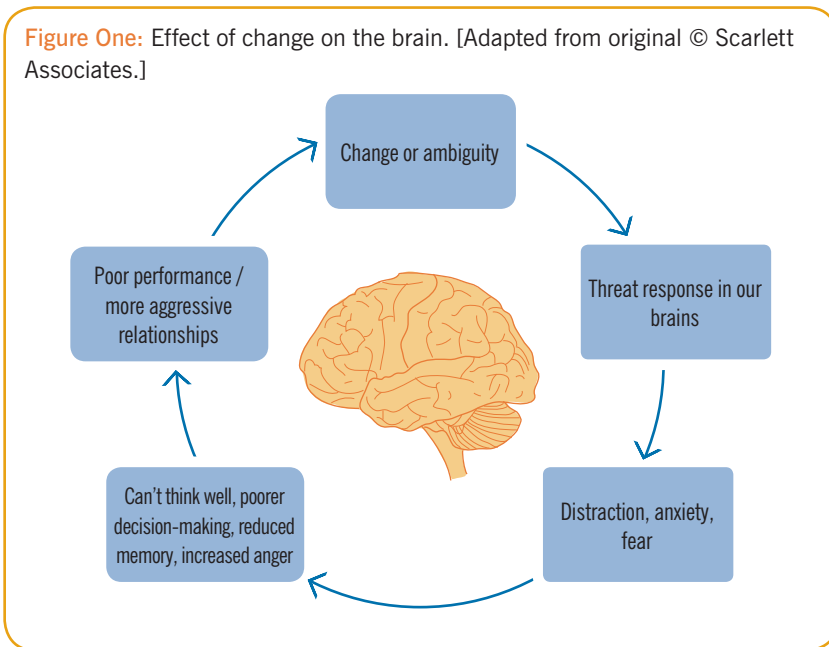 Figure One: Effect of change on the brain. [Adapted from original © Scarlett
Associates.]
Change or ambiguity
Threat response in our
brains
Distraction, anxiety,
fear
Can't think well, poorer
decision-making, reduced
memory, increased anger
Poor performance /
more aggressive
relationships